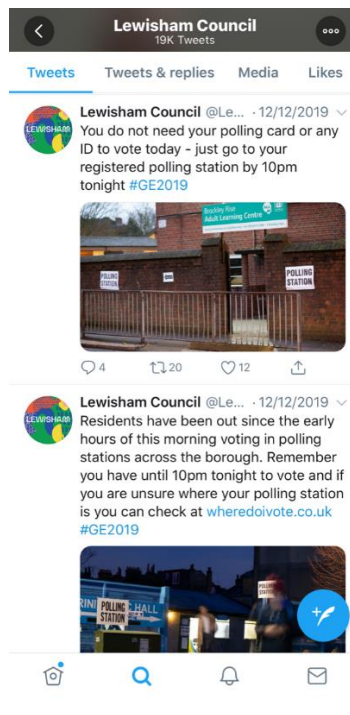 Lewisham Council
19K Tweets
Tweets Tweets & replies Media Likes
LEWISHAM
Lewisham Council @Le... · 12/12/2019
You do not need your polling card or any
ID to vote today - just go to your
registered polling station by 10pm
tonight #GE2019
Brockley Rise
Adult Learning Centre
POLLING
STATION
POLLING
STATION
4 20 12
LEWISHAM
Lewisham Council @Le... · 12/12/2019
Residents have been out since the early
hours of this morning voting in polling
stations across the borough. Remember
you have until 10pm tonight to vote and if
you are unsure where your polling station
is you can check at wheredoivote.co.uk
#GE2019
HALL
POLLING
STATION
POLLING
STATION